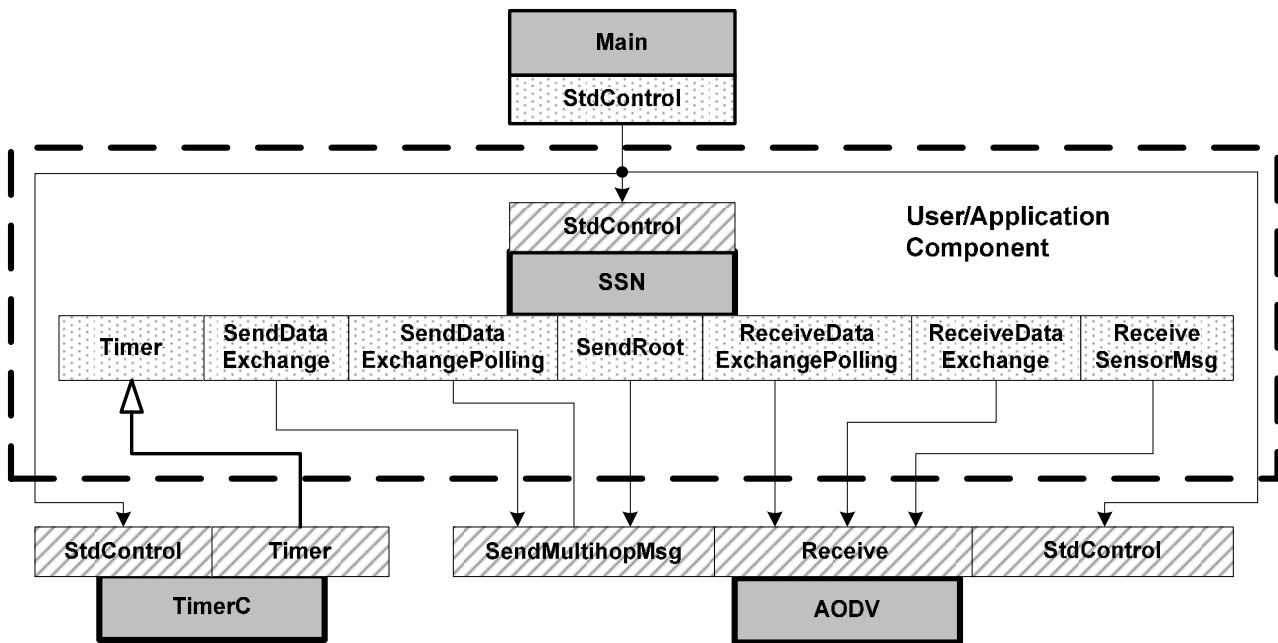 Main
StdControl
StdControl
User/Application
Component
SSN
Timer
SendData
Exchange
SendData
ExchangePolling
SendRoot
ReceiveData
ExchangePolling
ReceiveData
Exchange
Receive
SensorMsg
StdControl
Timer
SendMultihopMsg
Receive
StdControl
TimerC
AODV